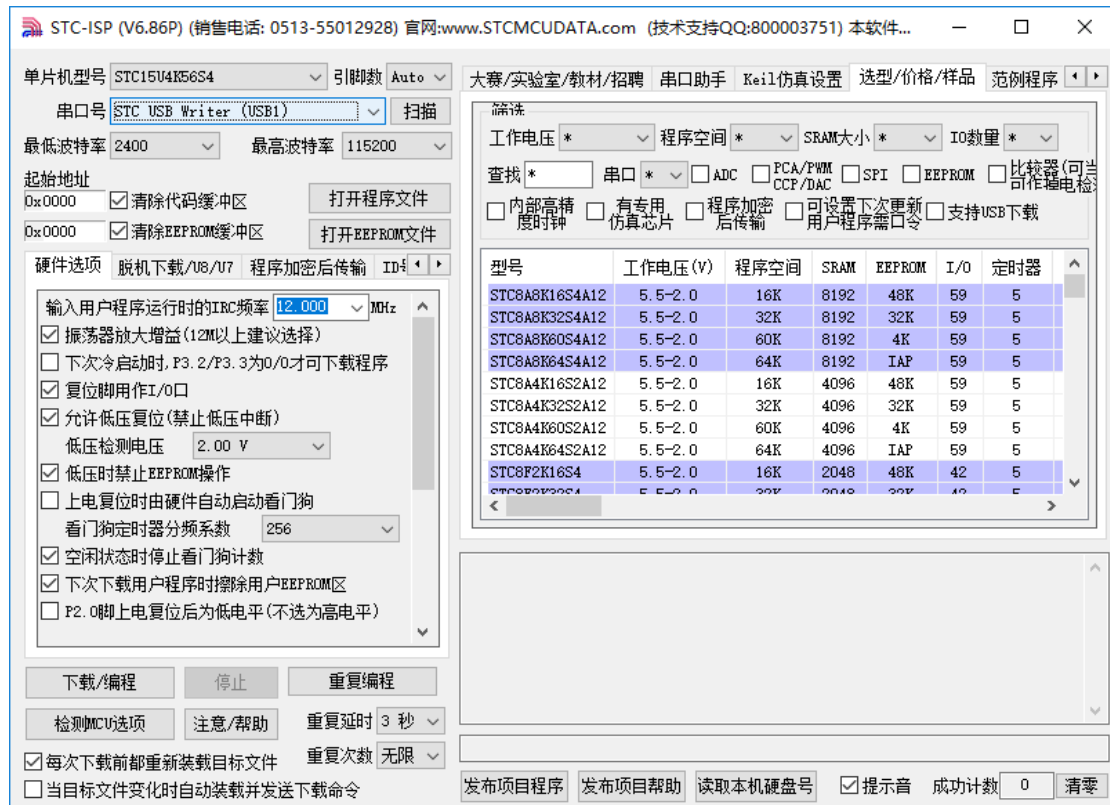 STC-ISP (V6.86P) (销售电话: 0513-55012928) 官网:www.STCMCUDATA.com (技术支持QQ:800003751) 本软件...
单片机型号 STC15U4K56S4 引脚数 Auto
串口号 STC USB Writer (USB1) 扫描
最低波特率 2400 最高波特率 115200
起始地址
0x0000 清除代码缓冲区 打开程序文件
0x0000 清除EEPROM缓冲区 打开EEPROM文件
硬件选项 脱机下载/U8/U7 程序加密后传输
输入用户程序运行时的IRC频率 12.000 MHz
振荡器放大增益(12M以上建议选择)
下次冷启动时, P3.2/P3.3为0/0才可下载程序
复位脚用作I/O口
允许低压复位(禁止低压中断)
低压检测电压 2.00 V
低压时禁止EEPROM操作
上电复位时由硬件自动启动看门狗
看门狗定时器分频系数 256
空闲状态时停止看门狗计数
下次下载用户程序时擦除用户EEPROM区
P2.0脚上电复位后为低电平(不选为高电平)
下载/编程 停止 重复编程
检测MCU选项 注意/帮助 重复延时 3 秒
每次下载前都重新装载目标文件 重复次数 无限
当目标文件变化时自动装载并发送下载命令
大赛/实验室/教材/招聘 串口助手 Keil仿真设置 选型/价格/样品 范例程序
筛选
工作电压 * 程序空间 * SRAM大小 * IO数量 *
查找 * 串口 * ADC PCA/PWM CCP/DAC SPI EEPROM 比较器(可当 可作掉电检
内部高精度时钟 有专用仿真芯片 程序加密后传输 可设置下次更新用户程序需口令 支持USB下载
型号 工作电压(V) 程序空间 SRAM EEPROM I/O 定时器
STC8A8K16S4A12 5.5-2.0 16K 8192 48K 59 5
STC8A8K32S4A12 5.5-2.0 32K 8192 32K 59 5
STC8A8K60S4A12 5.5-2.0 60K 8192 4K 59 5
STC8A8K64S4A12 5.5-2.0 64K 8192 IAP 59 5
STC8A4K16S2A12 5.5-2.0 16K 4096 48K 59 5
STC8A4K32S2A12 5.5-2.0 32K 4096 32K 59 5
STC8A4K60S2A12 5.5-2.0 60K 4096 4K 59 5
STC8A4K64S2A12 5.5-2.0 64K 4096 IAP 59 5
STC8F2K16S4 5.5-2.0 16K 2048 48K 42 5
STC8F2K32S4 5.5-2.0 32K 2048 32K 42 5
发布项目程序 发布项目帮助 读取本机硬盘号 提示音 成功计数 0 清零